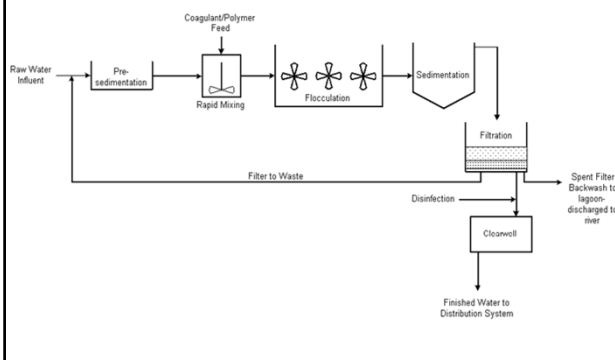 Coagulant/Polymer
Feed
Raw Water
Influent
Pre-
sedimentation
Rapid Mixing
Flocculation
Sedimentation
Filtration
Filter to Waste
Spent Filter
Backwash to
lagoon-
discharged to
river
Disinfection
Clearwell
Finished Water to
Distribution System